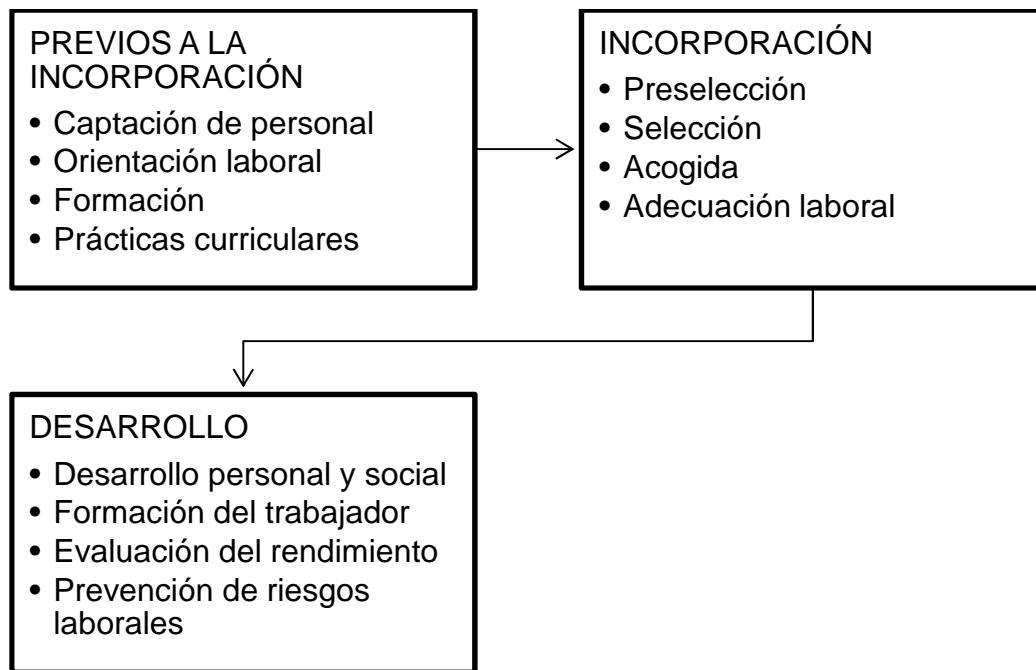 PREVIOS A LA
INCORPORACIÓN
• Captación de personal
• Orientación laboral
• Formación
• Prácticas curriculares
INCORPORACIÓN
• Preselección
• Selección
• Acogida
• Adecuación laboral
DESARROLLO
• Desarrollo personal y social
• Formación del trabajador
• Evaluación del rendimiento
• Prevención de riesgos
laborales